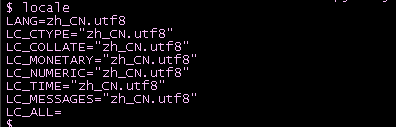 $ locale
LANG=zh_CN.utf8
LC_CTYPE="zh_CN.utf8"
LC_COLLATE="zh_CN.utf8"
LC_MONETARY="zh_CN.utf8"
LC_NUMERIC="zh_CN.utf8"
LC_TIME="zh_CN.utf8"
LC_MESSAGES="zh_CN.utf8"
LC_ALL=
$